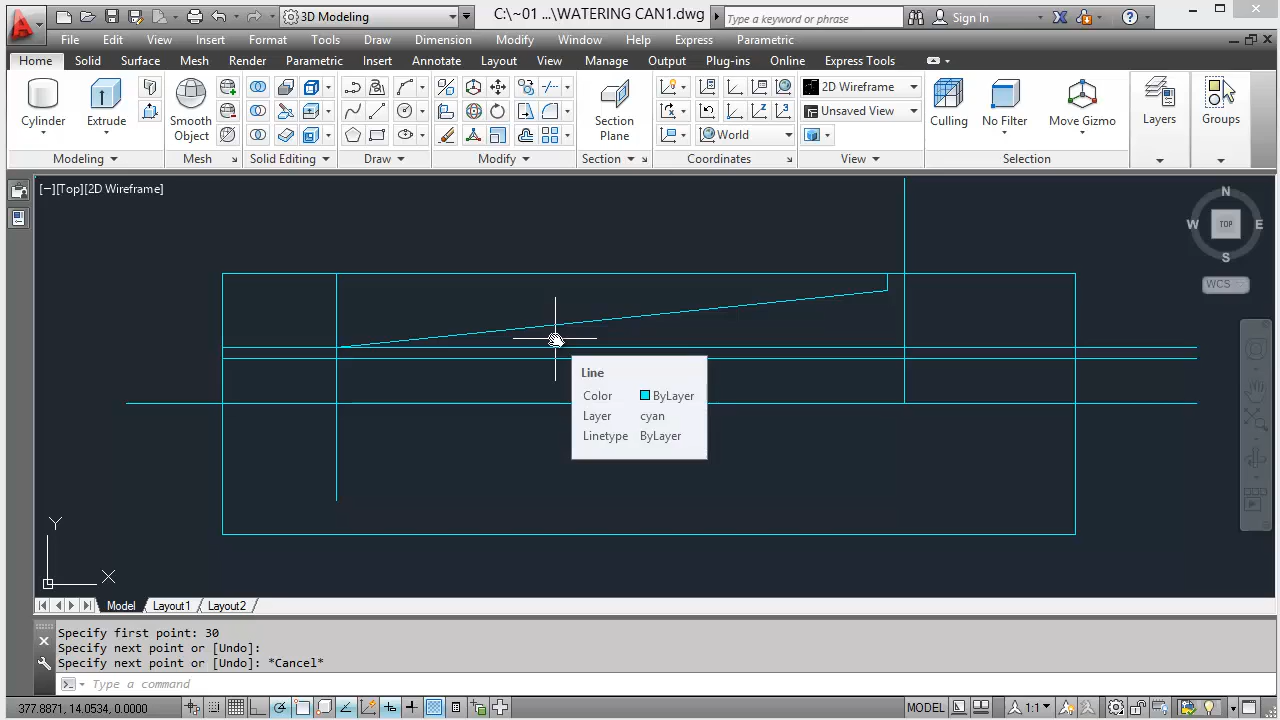 3D Modeling
C:\~01 ...\WATERING CAN1.dwg
Type a keyword or phrase
Sign In
File Edit View Insert Format Tools Draw Dimension Modify Window Help Express Parametric
Home Solid Surface Mesh Render Parametric Insert Annotate Layout View Manage Output Plug-ins Online Express Tools
Cylinder
Extrude
Smooth
Object
Section
Plane
2D Wireframe
Unsaved View
World
Culling
No Filter
Move Gizmo
Layers
Groups
Modeling
Mesh
Solid Editing
Draw
Modify
Section
Coordinates
View
Selection
[−][Top][2D Wireframe]
N
W
TOP
E
S
WCS
Line
Color ByLayer
Layer cyan
Linetype ByLayer
Y
X
Model Layout1 Layout2
Specify first point: 30
Specify next point or [Undo]:
Specify next point or [Undo]: *Cancel*
Type a command
377.8871, 14.0534, 0.0000
MODEL
1:1